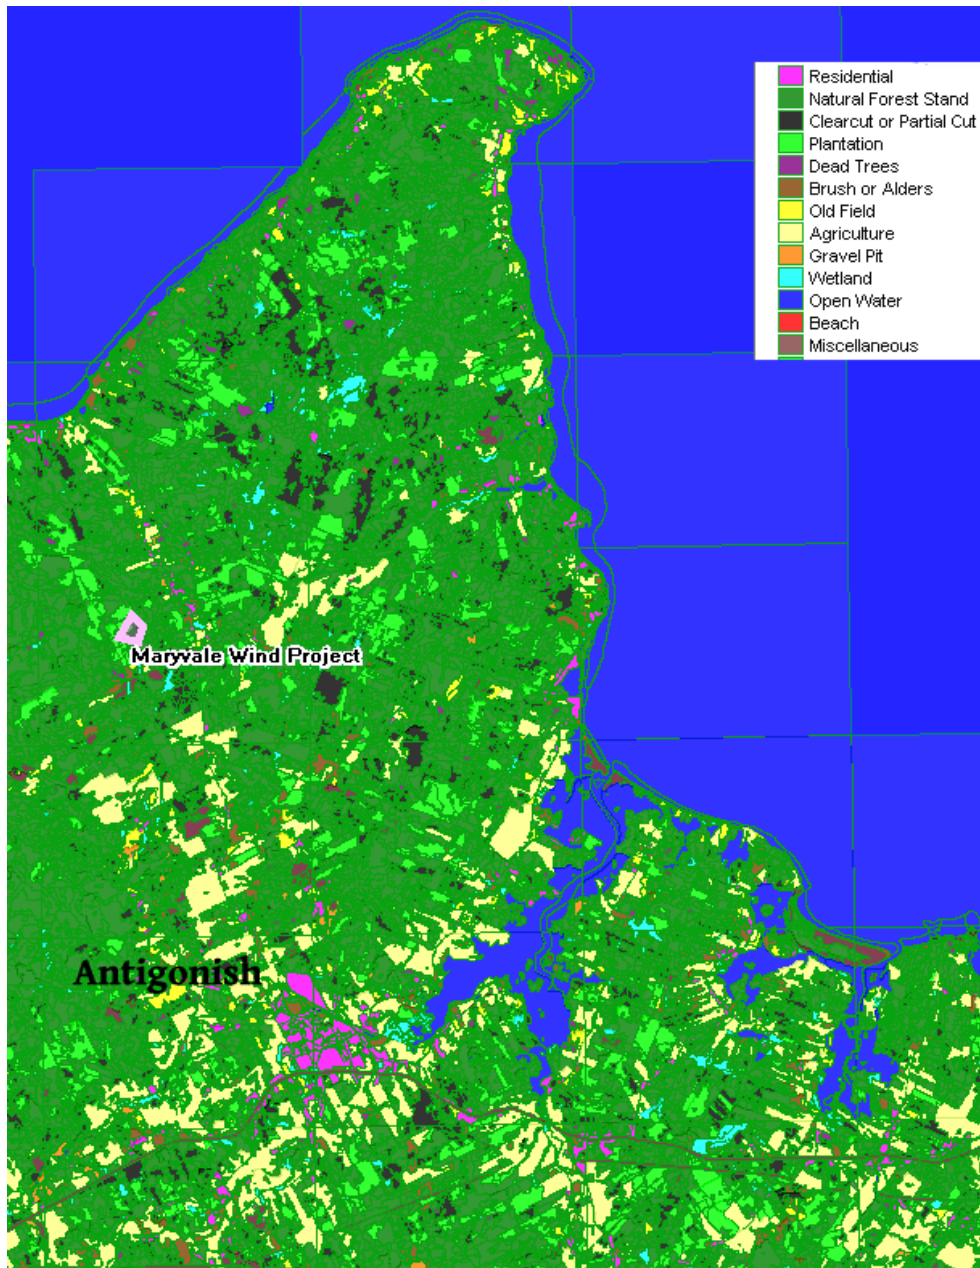 Residential
Natural Forest Stand
Clearcut or Partial Cut
Plantation
Dead Trees
Brush or Alders
Old Field
Agriculture
Gravel Pit
Wetland
Open Water
Beach
Miscellaneous
Maryvale Wind Project
Antigonish